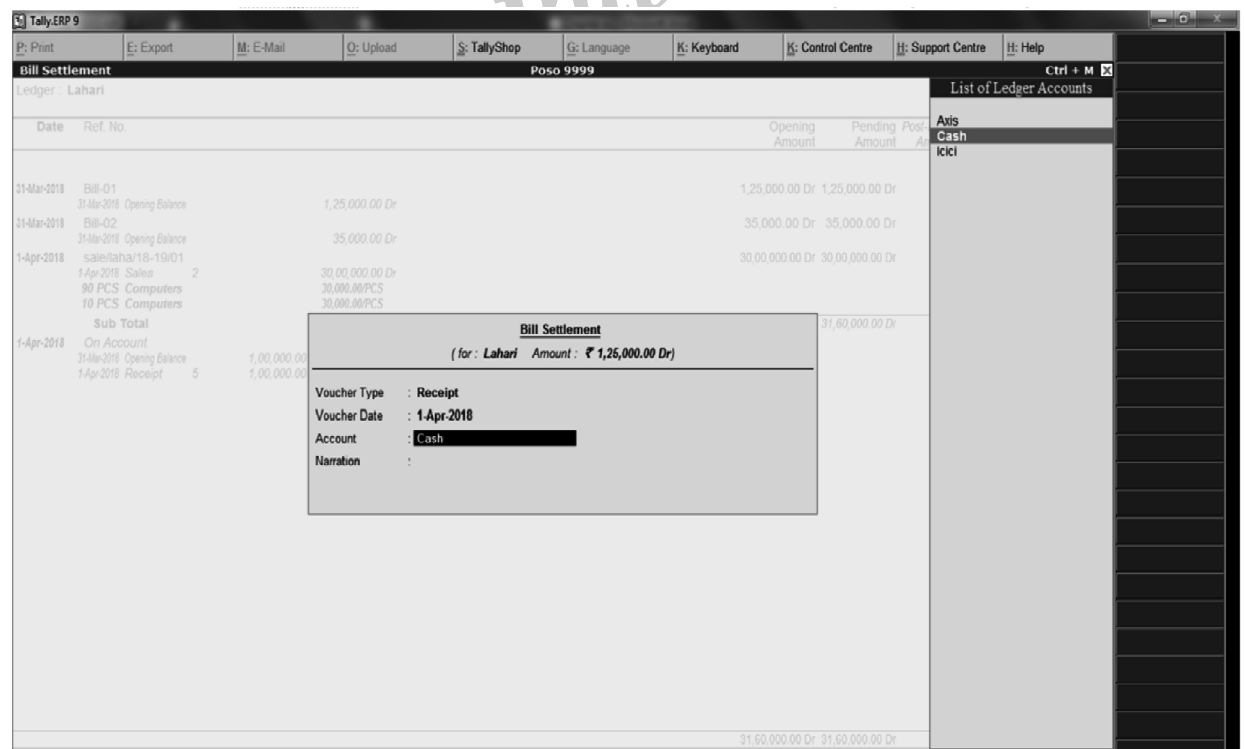 Tally.ERP 9
P: Print E: Export M: E-Mail O: Upload S: TallyShop G: Language K: Keyboard K: Control Centre H: Support Centre H: Help
Bill Settlement Poso 9999 Ctrl + M X
Ledger : Lahari
List of Ledger Accounts
Axis
Cash
Icici
Date Ref. No. Opening Pending Post-
Amount Amount
31-Mar-2018 Bill-01 1,25,000.00 Dr 1,25,000.00 Dr
31-Mar-2018 Opening Balance 1,25,000.00 Dr
31-Mar-2018 Bill-02 35,000.00 Dr 35,000.00 Dr
31-Mar-2018 Opening Balance 35,000.00 Dr
1-Apr-2018 sale/laha/18-19/01 30,00,000.00 Dr 30,00,000.00 Dr
1-Apr-2018 Sales 2 30,00,000.00 Dr
90 PCS Computers 30,000.00/PCS
10 PCS Computers 30,000.00/PCS
Sub Total 31,60,000.00 Dr
1-Apr-2018 On Account
31-Mar-2018 Opening Balance 1,00,000.00
1-Apr-2018 Receipt 5 1,00,000.00
Bill Settlement
( for : Lahari Amount : ₹ 1,25,000.00 Dr)
Voucher Type : Receipt
Voucher Date : 1-Apr-2018
Account : Cash
Narration :
31,60,000.00 Dr 31,60,000.00 Dr